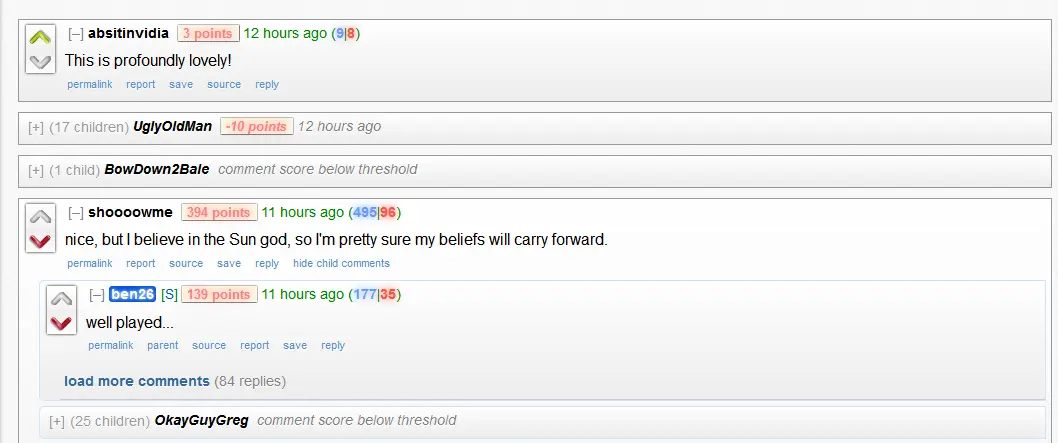 [–] absitinvidia 3 points 12 hours ago (9|8)
This is profoundly lovely!
permalink report save source reply
[+] (17 children) UglyOldMan -10 points 12 hours ago
[+] (1 child) BowDown2Bale comment score below threshold
[–] shoooowme 394 points 11 hours ago (495|96)
nice, but I believe in the Sun god, so I'm pretty sure my beliefs will carry forward.
permalink report source save reply hide child comments
[–] ben26 [S] 139 points 11 hours ago (177|35)
well played...
permalink parent source report save reply
load more comments (84 replies)
[+] (25 children) OkayGuyGreg comment score below threshold